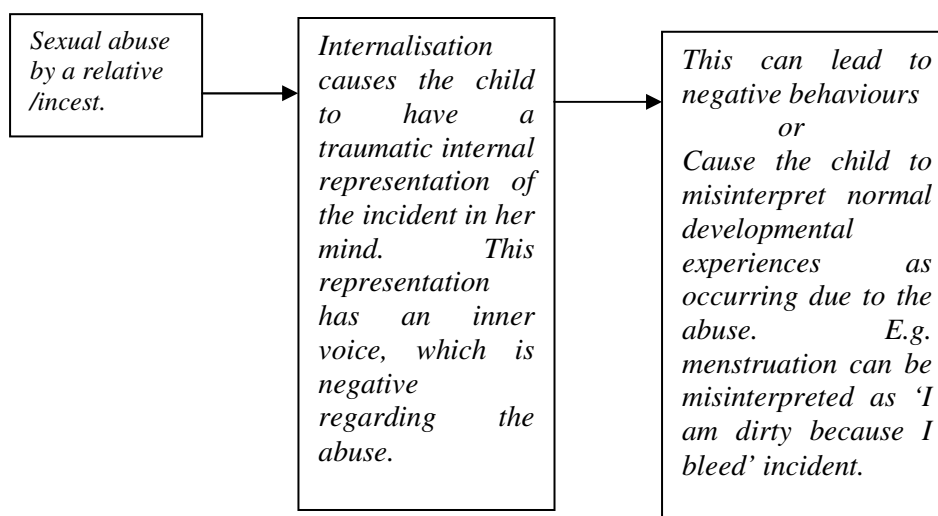 Sexual abuse
by a relative
/incest.
Internalisation
causes the child
to have a
traumatic internal
representation of
the incident in her
mind. This
representation
has an inner
voice, which is
negative
regarding the
abuse.
This can lead to
negative behaviours
or
Cause the child to
misinterpret normal
developmental
experiences as
occurring due to the
abuse. E.g.
menstruation can be
misinterpreted as ‘I
am dirty because I
bleed’ incident.